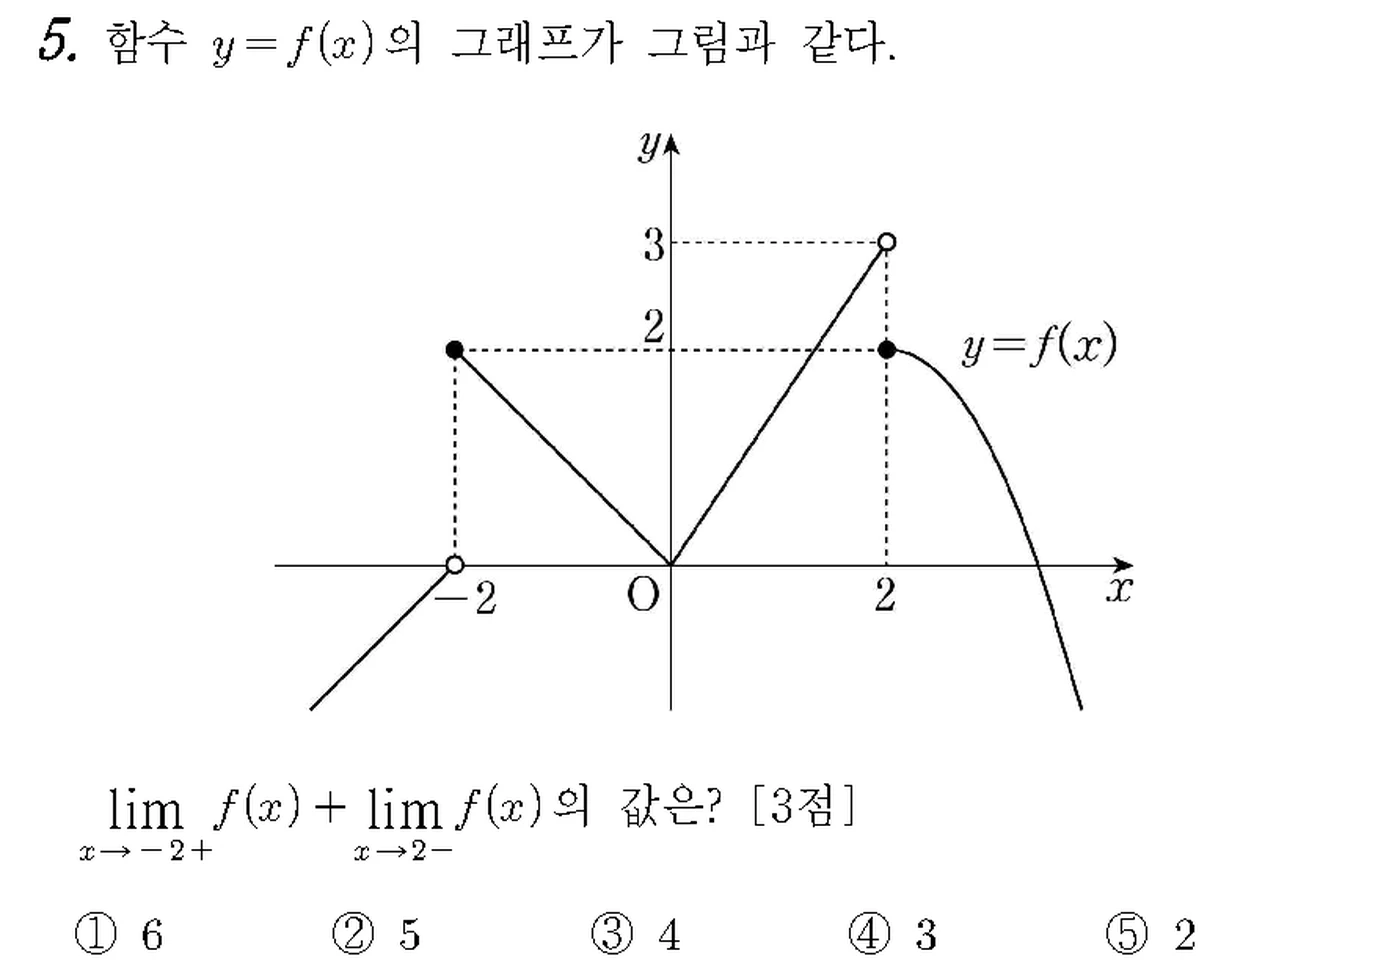 5. 함수 y=f(x)의 그래프가 그림과 같다.
y
3
2
y=f(x)
-2
O
2
x
lim f(x) + lim f(x)의 값은? [3점]
x→-2+ x→2-
① 6 ② 5 ③ 4 ④ 3 ⑤ 2